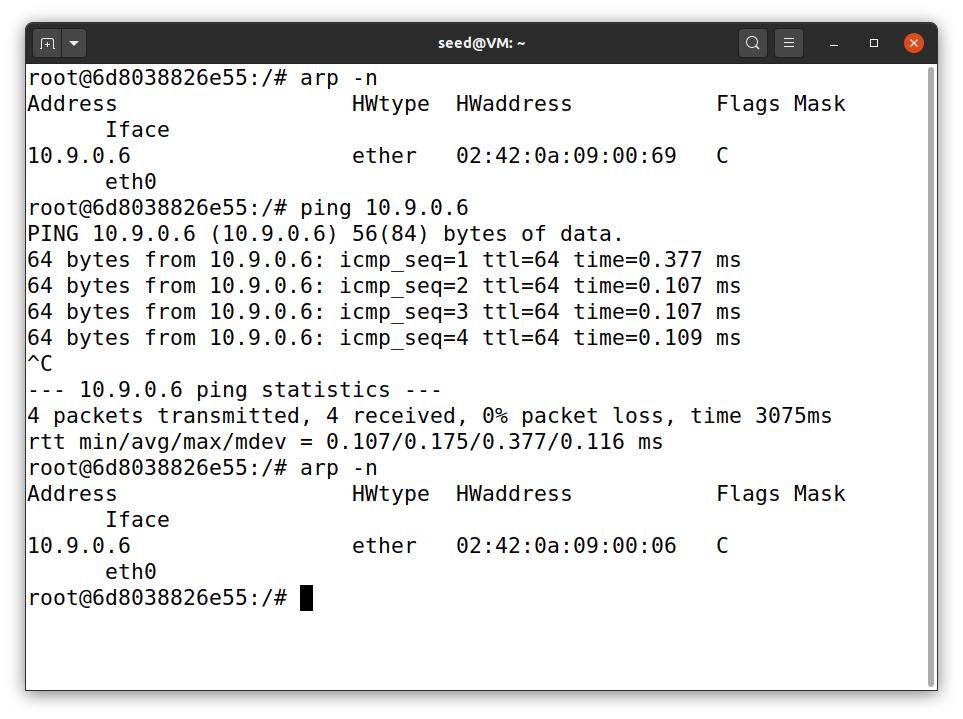 seed@VM: ~
root@6d8038826e55:/# arp -n
Address                  HWtype  HWaddress           Flags Mask
      Iface
10.9.0.6                 ether   02:42:0a:09:00:69   C
      eth0
root@6d8038826e55:/# ping 10.9.0.6
PING 10.9.0.6 (10.9.0.6) 56(84) bytes of data.
64 bytes from 10.9.0.6: icmp_seq=1 ttl=64 time=0.377 ms
64 bytes from 10.9.0.6: icmp_seq=2 ttl=64 time=0.107 ms
64 bytes from 10.9.0.6: icmp_seq=3 ttl=64 time=0.107 ms
64 bytes from 10.9.0.6: icmp_seq=4 ttl=64 time=0.109 ms
^C
--- 10.9.0.6 ping statistics ---
4 packets transmitted, 4 received, 0% packet loss, time 3075ms
rtt min/avg/max/mdev = 0.107/0.175/0.377/0.116 ms
root@6d8038826e55:/# arp -n
Address                  HWtype  HWaddress           Flags Mask
      Iface
10.9.0.6                 ether   02:42:0a:09:00:06   C
      eth0
root@6d8038826e55:/#